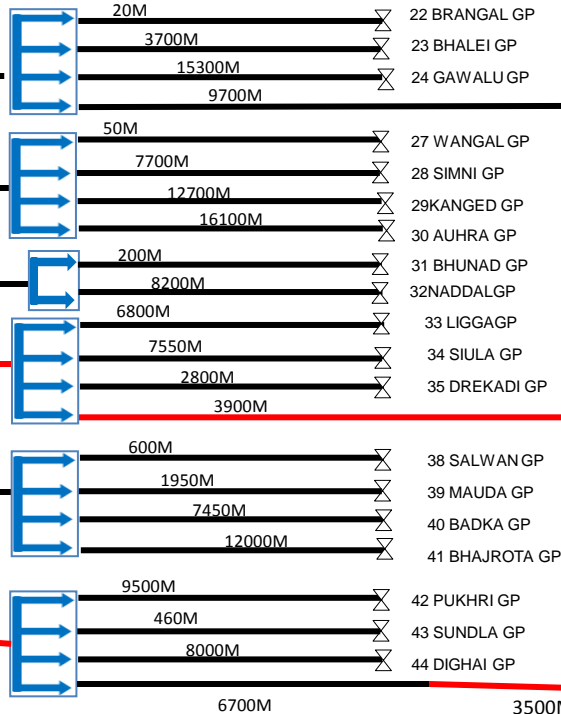 20M 22 BRANGAL GP
3700M 23 BHALEI GP
15300M 24 GAWALU GP
9700M
50M 27 WANGAL GP
7700M 28 SIMNI GP
12700M 29KANGED GP
16100M 30 AUHRA GP
200M 31 BHUNAD GP
8200M 32NADDALGP
6800M 33 LIGGAGP
7550M 34 SIULA GP
2800M 35 DREKADI GP
3900M
600M 38 SALWAN GP
1950M 39 MAUDA GP
7450M 40 BADKA GP
12000M 41 BHAJROTA GP
9500M 42 PUKHRI GP
460M 43 SUNDLA GP
8000M 44 DIGHAI GP
6700M 3500M